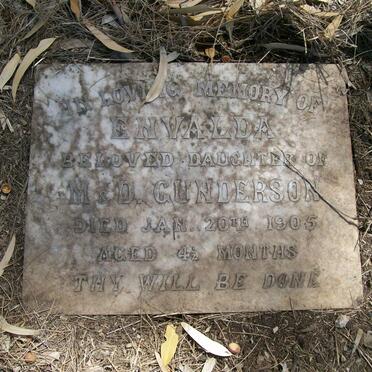 IN LOVING MEMORY OF
ENVALDA
BELOVED DAUGHTER OF
M. & D. GUNDERSON
DIED JAN. 20TH 1905
AGED 4½ MONTHS
THY WILL BE DONE